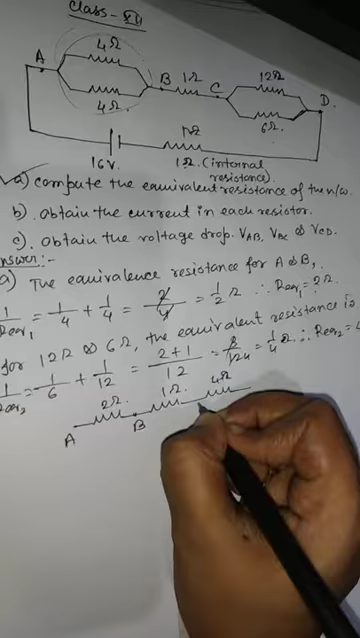 Class-XII
4Ω
12Ω
A
B
1Ω
C
D.
4Ω
6Ω
1Ω
16V.
1Ω (internal
resistance).
a) compute the equivalent resistance of the n/w.
b). obtain the current in each resistor.
c). obtain the voltage drop. VAB, VBC & VCD.
Answer:-
a) The equivalence resistance for A & B,
1/Req1 = 1/4 + 1/4 = 2/4 = 1/2 Ω ∴ Req1 = 2Ω.
for 12Ω & 6Ω, the equivalent resistance is
1/Req2 = 1/6 + 1/12 = 2+1/12 = 3/12 4 = 1/4 Ω. ∴ Req2 = 4
2Ω.
1Ω.
4Ω
A
B